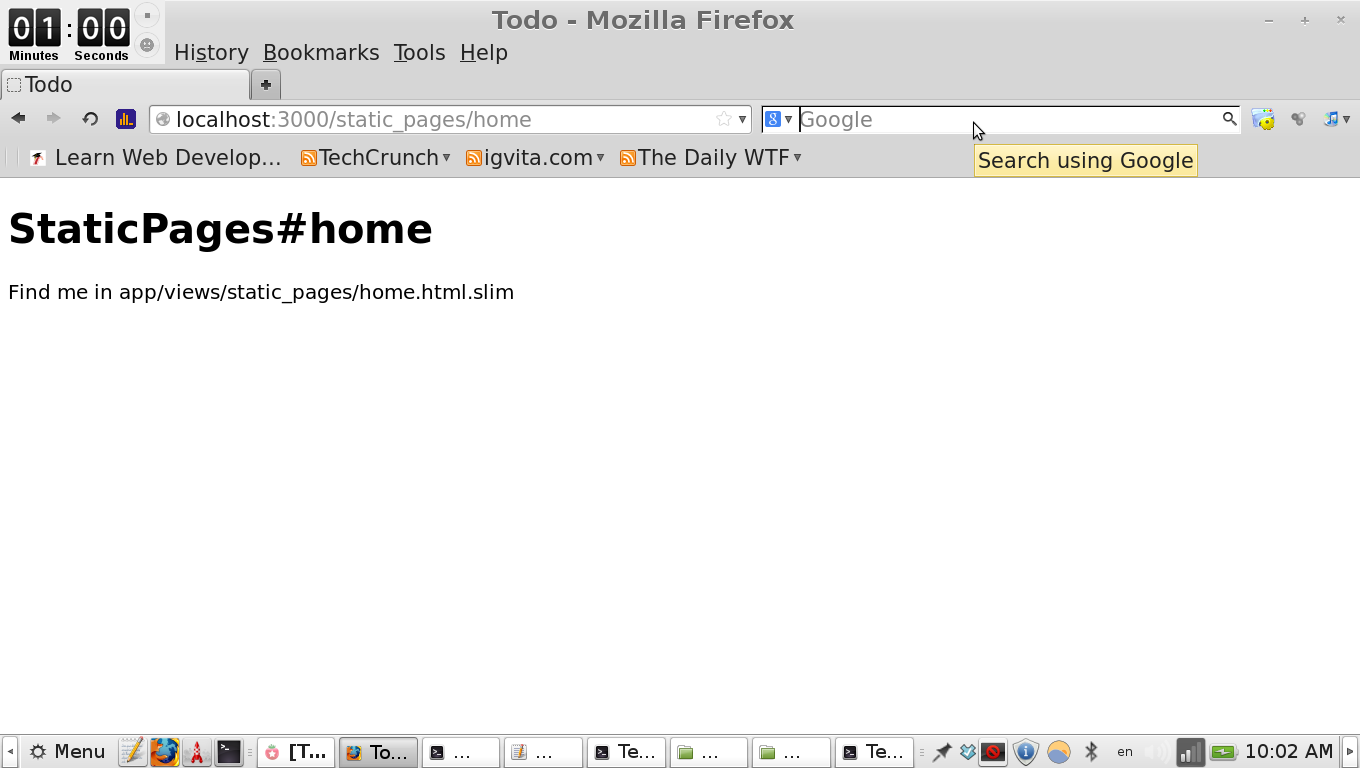 01:00
Minutes Seconds
Todo - Mozilla Firefox
History Bookmarks Tools Help
Todo
localhost:3000/static_pages/home
Google
Learn Web Develop... TechCrunch igvita.com The Daily WTF
Search using Google
StaticPages#home
Find me in app/views/static_pages/home.html.slim
Menu [T... To... ... ... Te... ... ... Te... en 10:02 AM